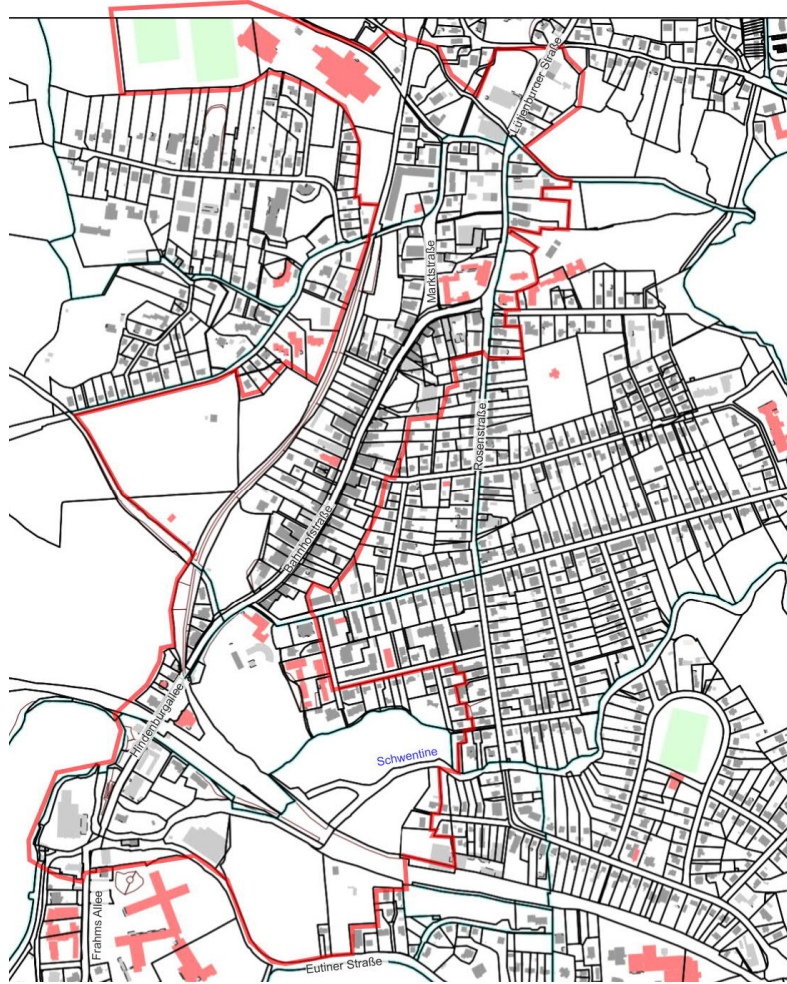 Lütjenburger Straße
Marktstraße
Rosenstraße
Bahnhofstraße
Hindenburgallee
Schwentine
Frahms Allee
Eutiner Straße